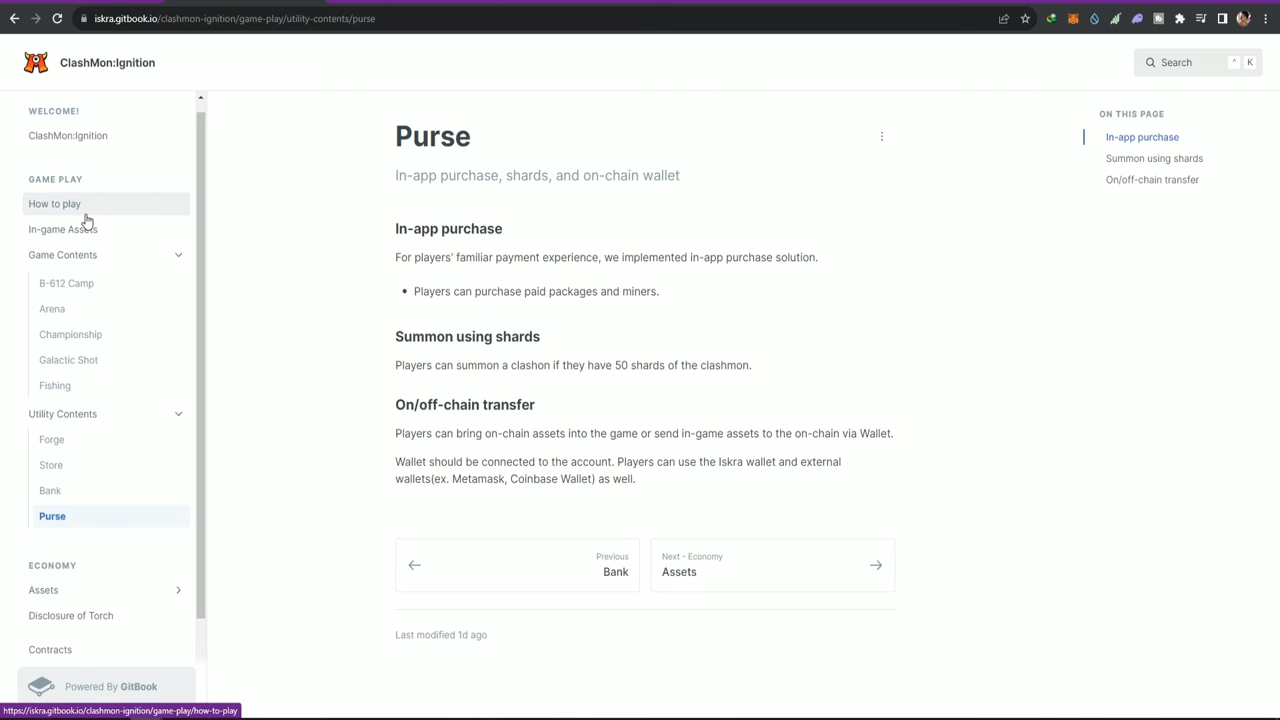 iskra.gitbook.io/clashmon-ignition/game-play/utility-contents/purse
ClashMon:Ignition
Search
^ K
WELCOME!
ClashMon:Ignition
GAME PLAY
How to play
In-game Assets
Game Contents
B-612 Camp
Arena
Championship
Galactic Shot
Fishing
Utility Contents
Forge
Store
Bank
Purse
ECONOMY
Assets
Disclosure of Torch
Contracts
Powered By GitBook
https://iskra.gitbook.io/clashmon-ignition/game-play/how-to-play
Purse
In-app purchase, shards, and on-chain wallet
In-app purchase
For players' familiar payment experience, we implemented in-app purchase solution.
• Players can purchase paid packages and miners.
Summon using shards
Players can summon a clashon if they have 50 shards of the clashmon.
On/off-chain transfer
Players can bring on-chain assets into the game or send in-game assets to the on-chain via Wallet.
Wallet should be connected to the account. Players can use the Iskra wallet and external
wallets(ex. Metamask, Coinbase Wallet) as well.
Previous
Bank
Next - Economy
Assets
Last modified 1d ago
ON THIS PAGE
In-app purchase
Summon using shards
On/off-chain transfer